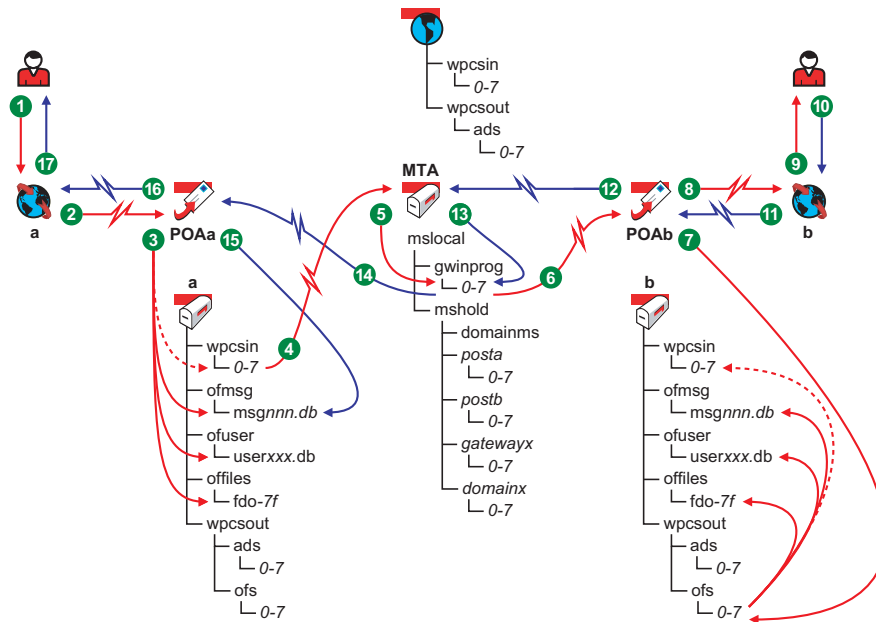 wpcsin
0-7
wpcsout
ads
0-7
1
17
10
9
a
2
16
POAa
3
15
MTA
5
13
12
POAb
8
7
11
b
mslocal
gwinprog
0-7
mshold
14
6
4
domainms
posta
0-7
postb
0-7
gatewayx
0-7
domainx
0-7
a
wpcsin
0-7
ofmsg
msgnnn.db
ofuser
userxxx.db
offiles
fdo-7f
wpcsout
ads
0-7
ofs
0-7
b
wpcsin
0-7
ofmsg
msgnnn.db
ofuser
userxxx.db
offiles
fdo-7f
wpcsout
ads
0-7
ofs
0-7